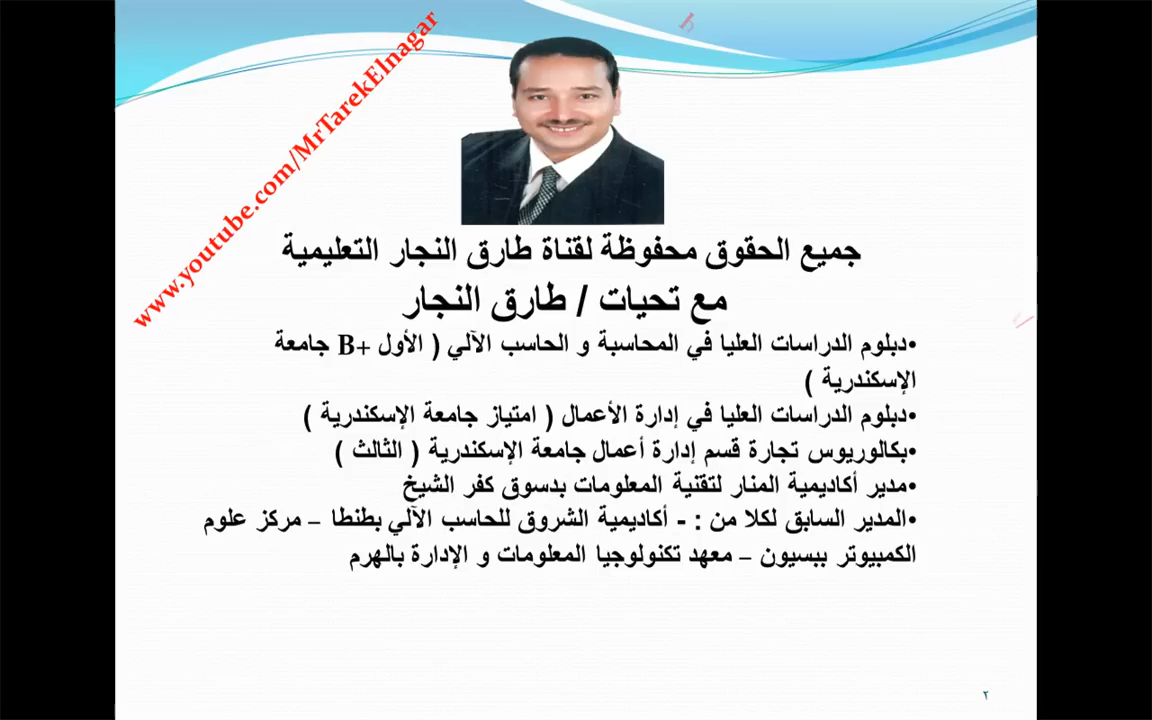 www.youtube.com/MrTarekElnagar
h
جميع الحقوق محفوظة لقناة طارق النجار التعليمية
مع تحيات / طارق النجار
•دبلوم الدراسات العليا في المحاسبة و الحاسب الآلي ( الأول +B جامعة
الإسكندرية )
•دبلوم الدراسات العليا في إدارة الأعمال ( امتياز جامعة الإسكندرية )
•بكالوريوس تجارة قسم إدارة أعمال جامعة الإسكندرية ( الثالث )
•مدير أكاديمية المنار لتقنية المعلومات بدسوق كفر الشيخ
•المدير السابق لكلا من : - أكاديمية الشروق للحاسب الآلي بطنطا – مركز علوم
الكمبيوتر ببسيون – معهد تكنولوجيا المعلومات و الإدارة بالهرم
٢